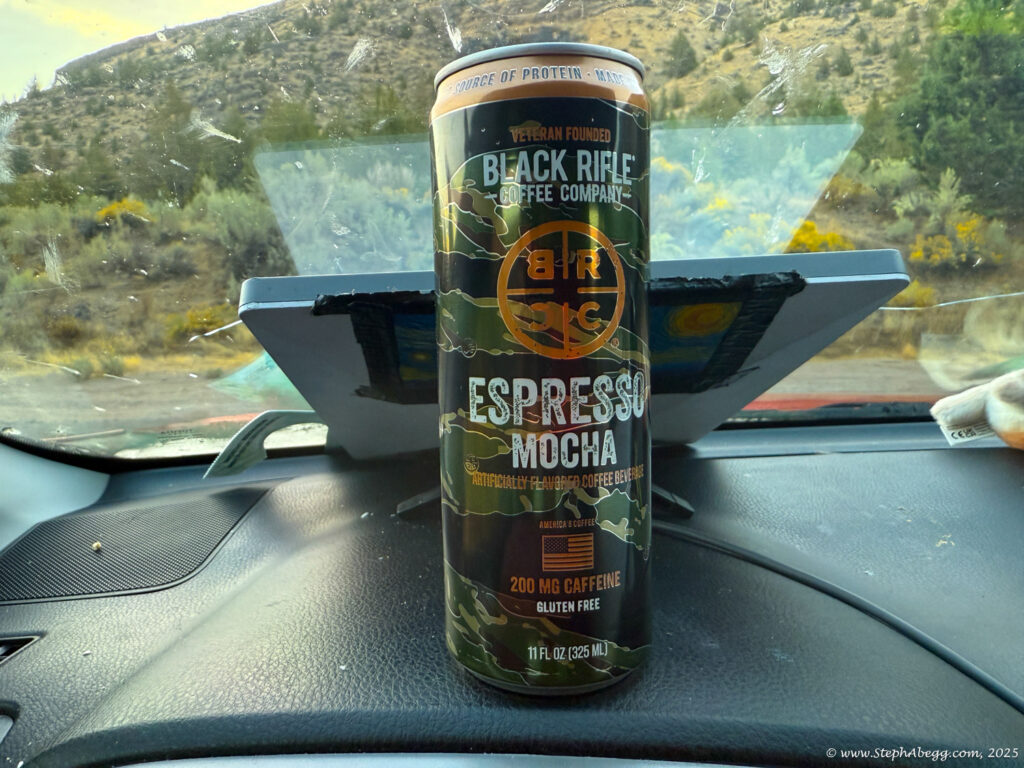 SOURCE OF PROTEIN · MADE
VETERAN FOUNDED
BLACK RIFLE
COFFEE COMPANY
B R
C C
ESPRESSO
MOCHA
ARTIFICIALLY FLAVORED COFFEE BEVERAGE
AMERICA'S COFFEE
200 MG CAFFEINE
GLUTEN FREE
11 FL OZ (325 ML)
© www.StephAbegg.com, 2025